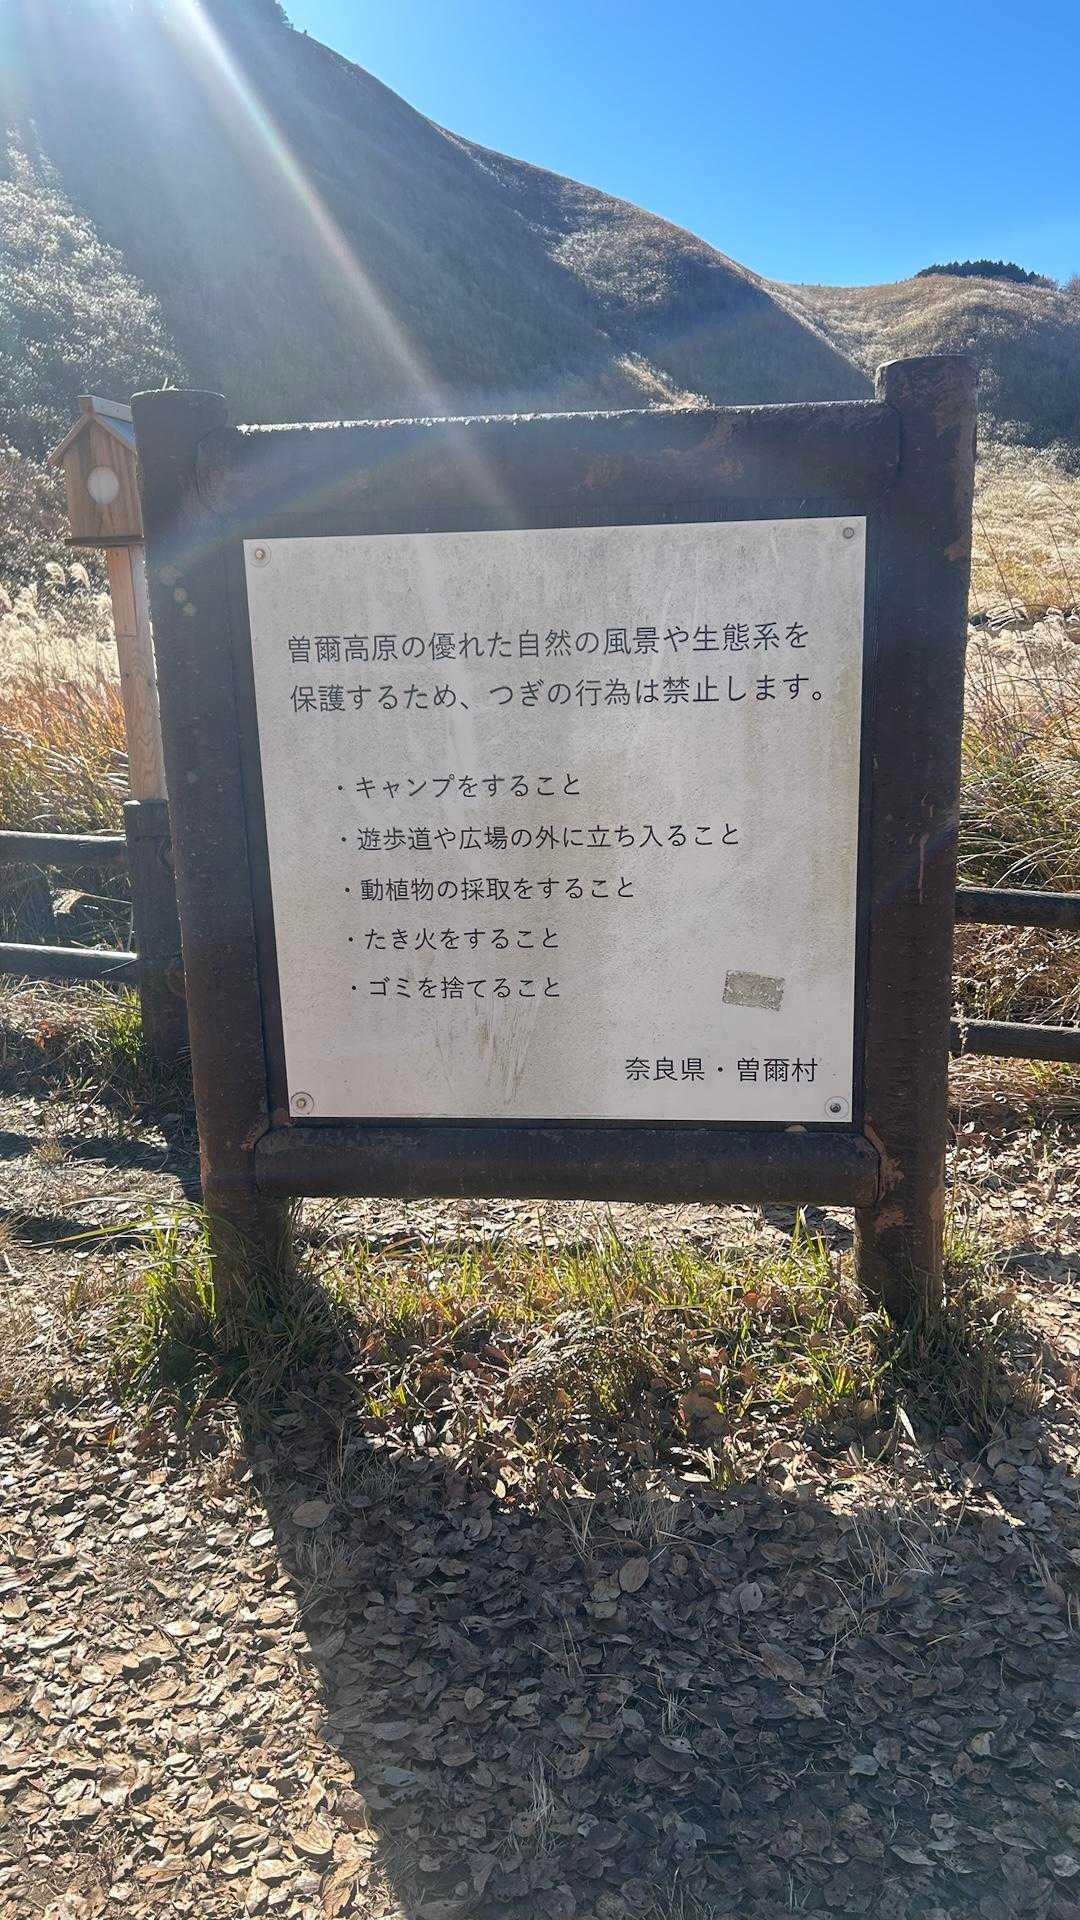 曽爾高原の優れた自然の風景や生態系を
保護するため、つぎの行為は禁止します。
・キャンプをすること
・遊歩道や広場の外に立ち入ること
・動植物の採取をすること
・たき火をすること
・ゴミを捨てること
奈良県・曽爾村